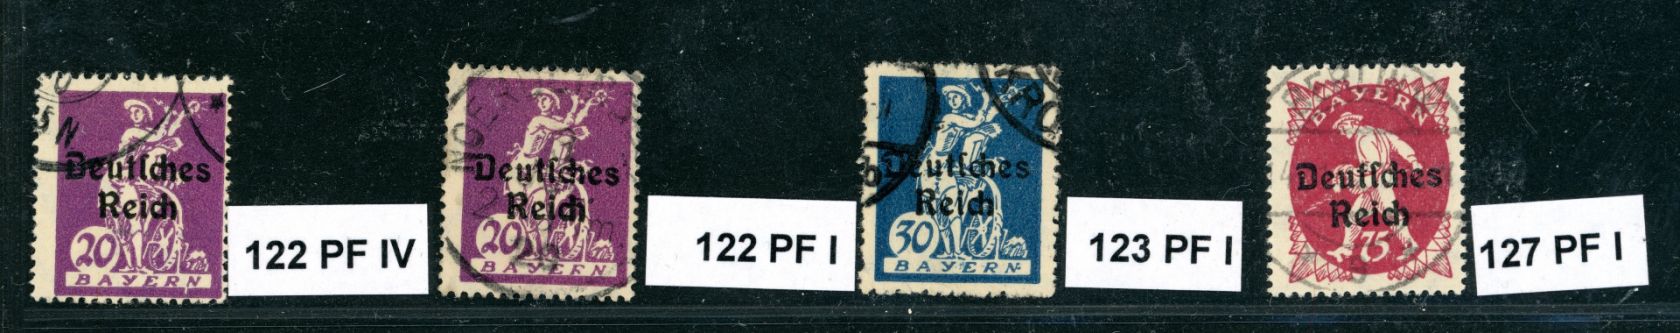 Deutſches
Reich
20
BAYERN
122 PF IV
Deutſches
Reich
20
BAYERN
122 PF I
Deutſches
Reich
30
BAYERN
123 PF I
BAYERN
Deutſches
Reich
75
127 PF I